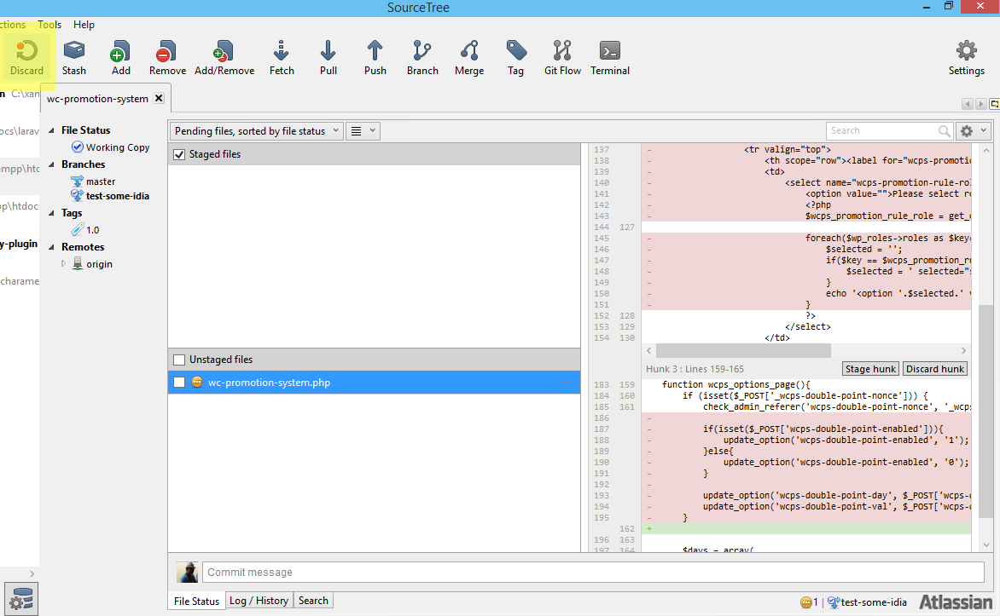 SourceTree
ctions Tools Help
Discard Stash Add Remove Add/Remove Fetch Pull Push Branch Merge Tag Git Flow Terminal Settings
n C:\xan
wc-promotion-system
ocs\larav
ampp\htd
pp\htdoc
y-plugin
charame
File Status
Working Copy
Branches
master
test-some-idia
Tags
1.0
Remotes
origin
Pending files, sorted by file status
Search
Staged files
Unstaged files
wc-promotion-system.php
137 - <tr valign="top">
138 - <th scope="row"><label for="wcps-promotio
139 - <td>
140 - <select name="wcps-promotion-rule-rol
141 - <option value="">Please select ro
142 - <?php
143 - $wcps_promotion_rule_role = get_o
144 127
145 - foreach($wp_roles->roles as $key=
146 - $selected = '';
147 - if($key == $wcps_promotion_ru
148 - $selected = ' selected="s
149 - }
150 - echo '<option '.$selected.' v
151 - }
152 128 ?>
153 129 </select>
154 130 </td>
Hunk 3 : Lines 159-165
Stage hunk Discard hunk
183 159 function wcps_options_page(){
184 160 if (isset($_POST['_wcps-double-point-nonce'])) {
185 161 check_admin_referer('wcps-double-point-nonce', '_wcps
186 -
187 - if(isset($_POST['wcps-double-point-enabled'])){
188 - update_option('wcps-double-point-enabled', '1');
189 - }else{
190 - update_option('wcps-double-point-enabled', '0');
191 - }
192 -
193 - update_option('wcps-double-point-day', $_POST['wcps-d
194 - update_option('wcps-double-point-val', $_POST['wcps-d
195 - }
162 +
196 163
197 164 $days = array(
Commit message
File Status Log / History Search
1 | test-some-idia Atlassian